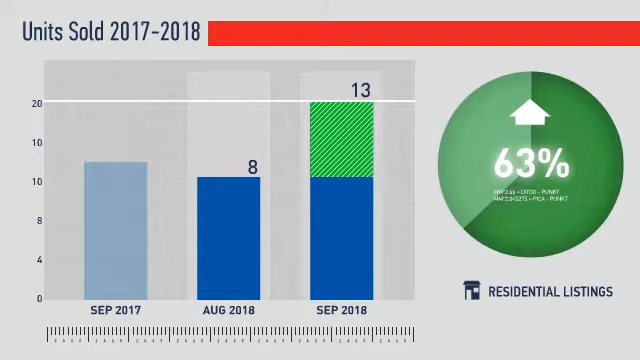 Units Sold 2017-2018
20
10
10
8
4
0
8
13
SEP 2017
AUG 2018
SEP 2018
63%
RESIDENTIAL LISTINGS